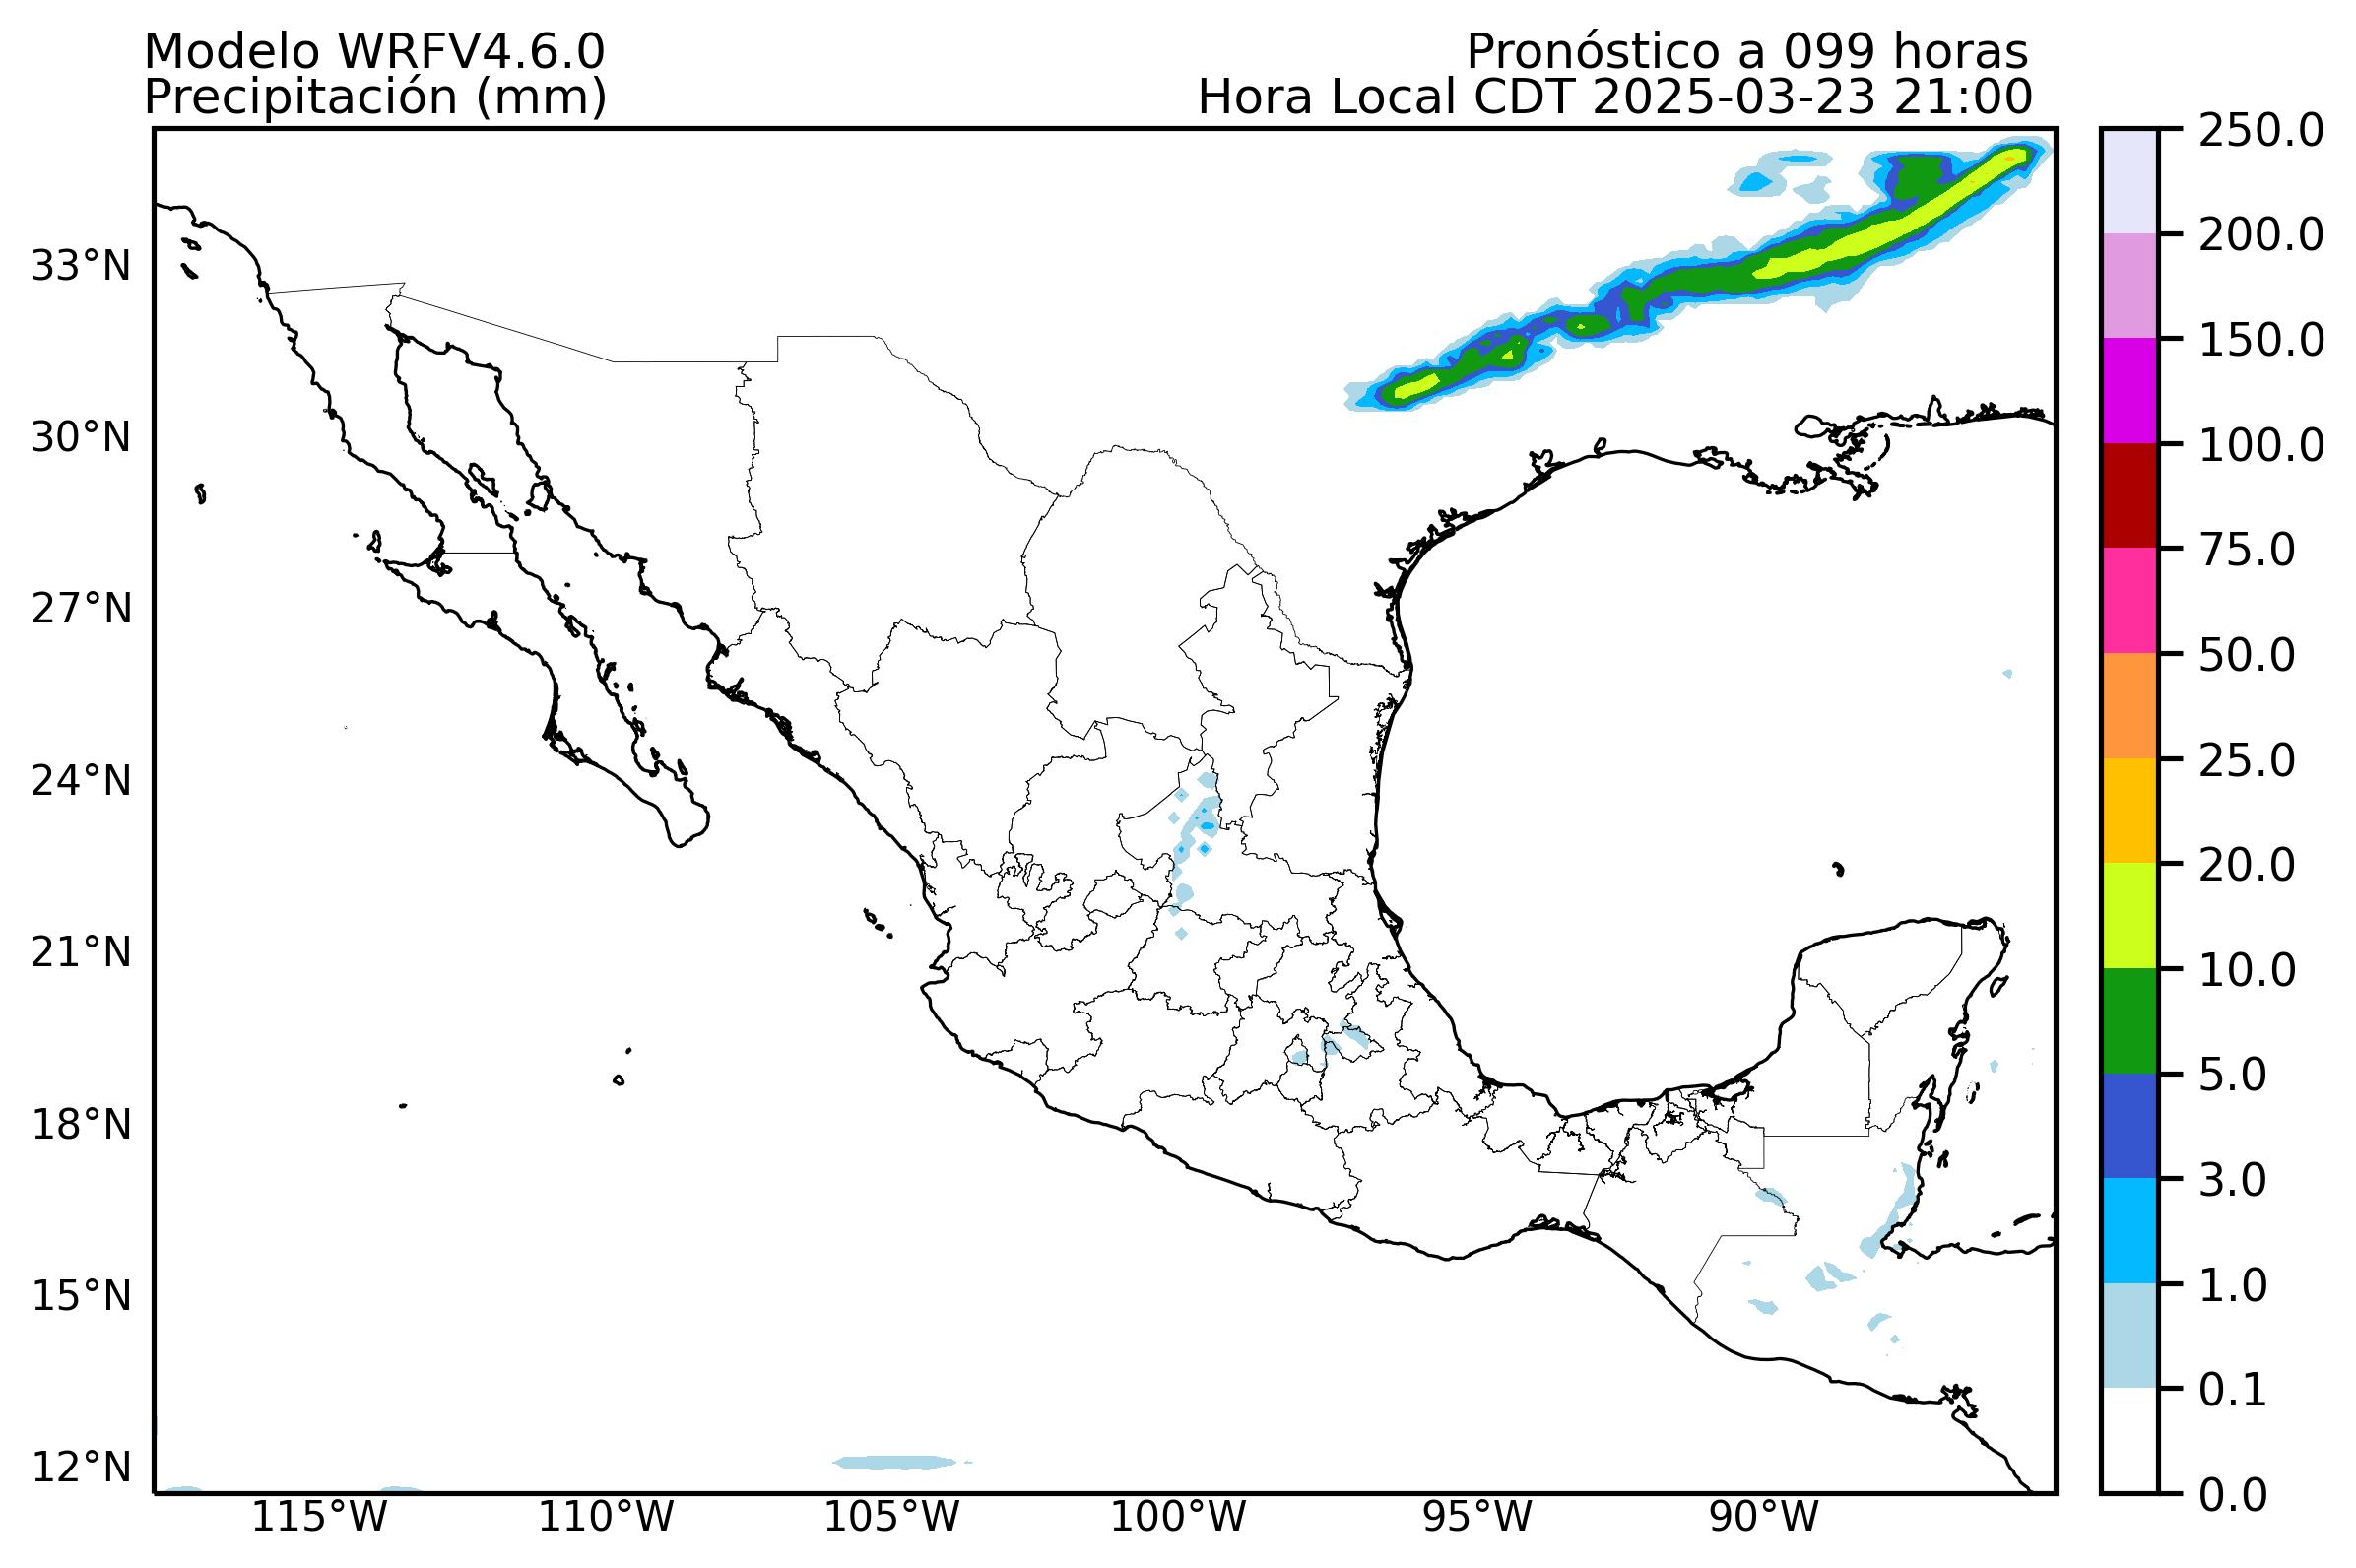 Modelo WRFV4.6.0
Precipitación (mm)
Pronóstico a 099 horas
Hora Local CDT 2025-03-23 21:00
33°N
30°N
27°N
24°N
21°N
18°N
15°N
12°N
115°W
110°W
105°W
100°W
95°W
90°W
250.0
200.0
150.0
100.0
75.0
50.0
25.0
20.0
10.0
5.0
3.0
1.0
0.1
0.0